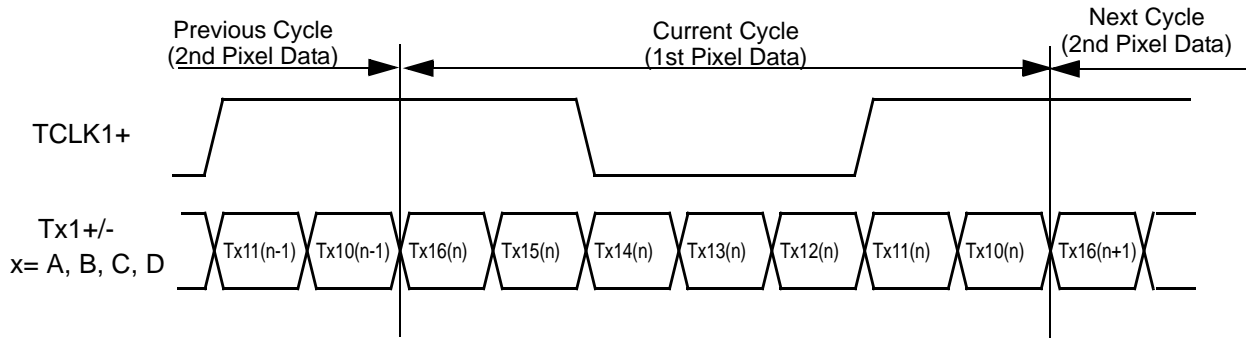 Previous Cycle
(2nd Pixel Data)
Current Cycle
(1st Pixel Data)
Next Cycle
(2nd Pixel Data)
TCLK1+
Tx1+/-
x= A, B, C, D
Tx11(n-1) Tx10(n-1) Tx16(n) Tx15(n) Tx14(n) Tx13(n) Tx12(n) Tx11(n) Tx10(n) Tx16(n+1)